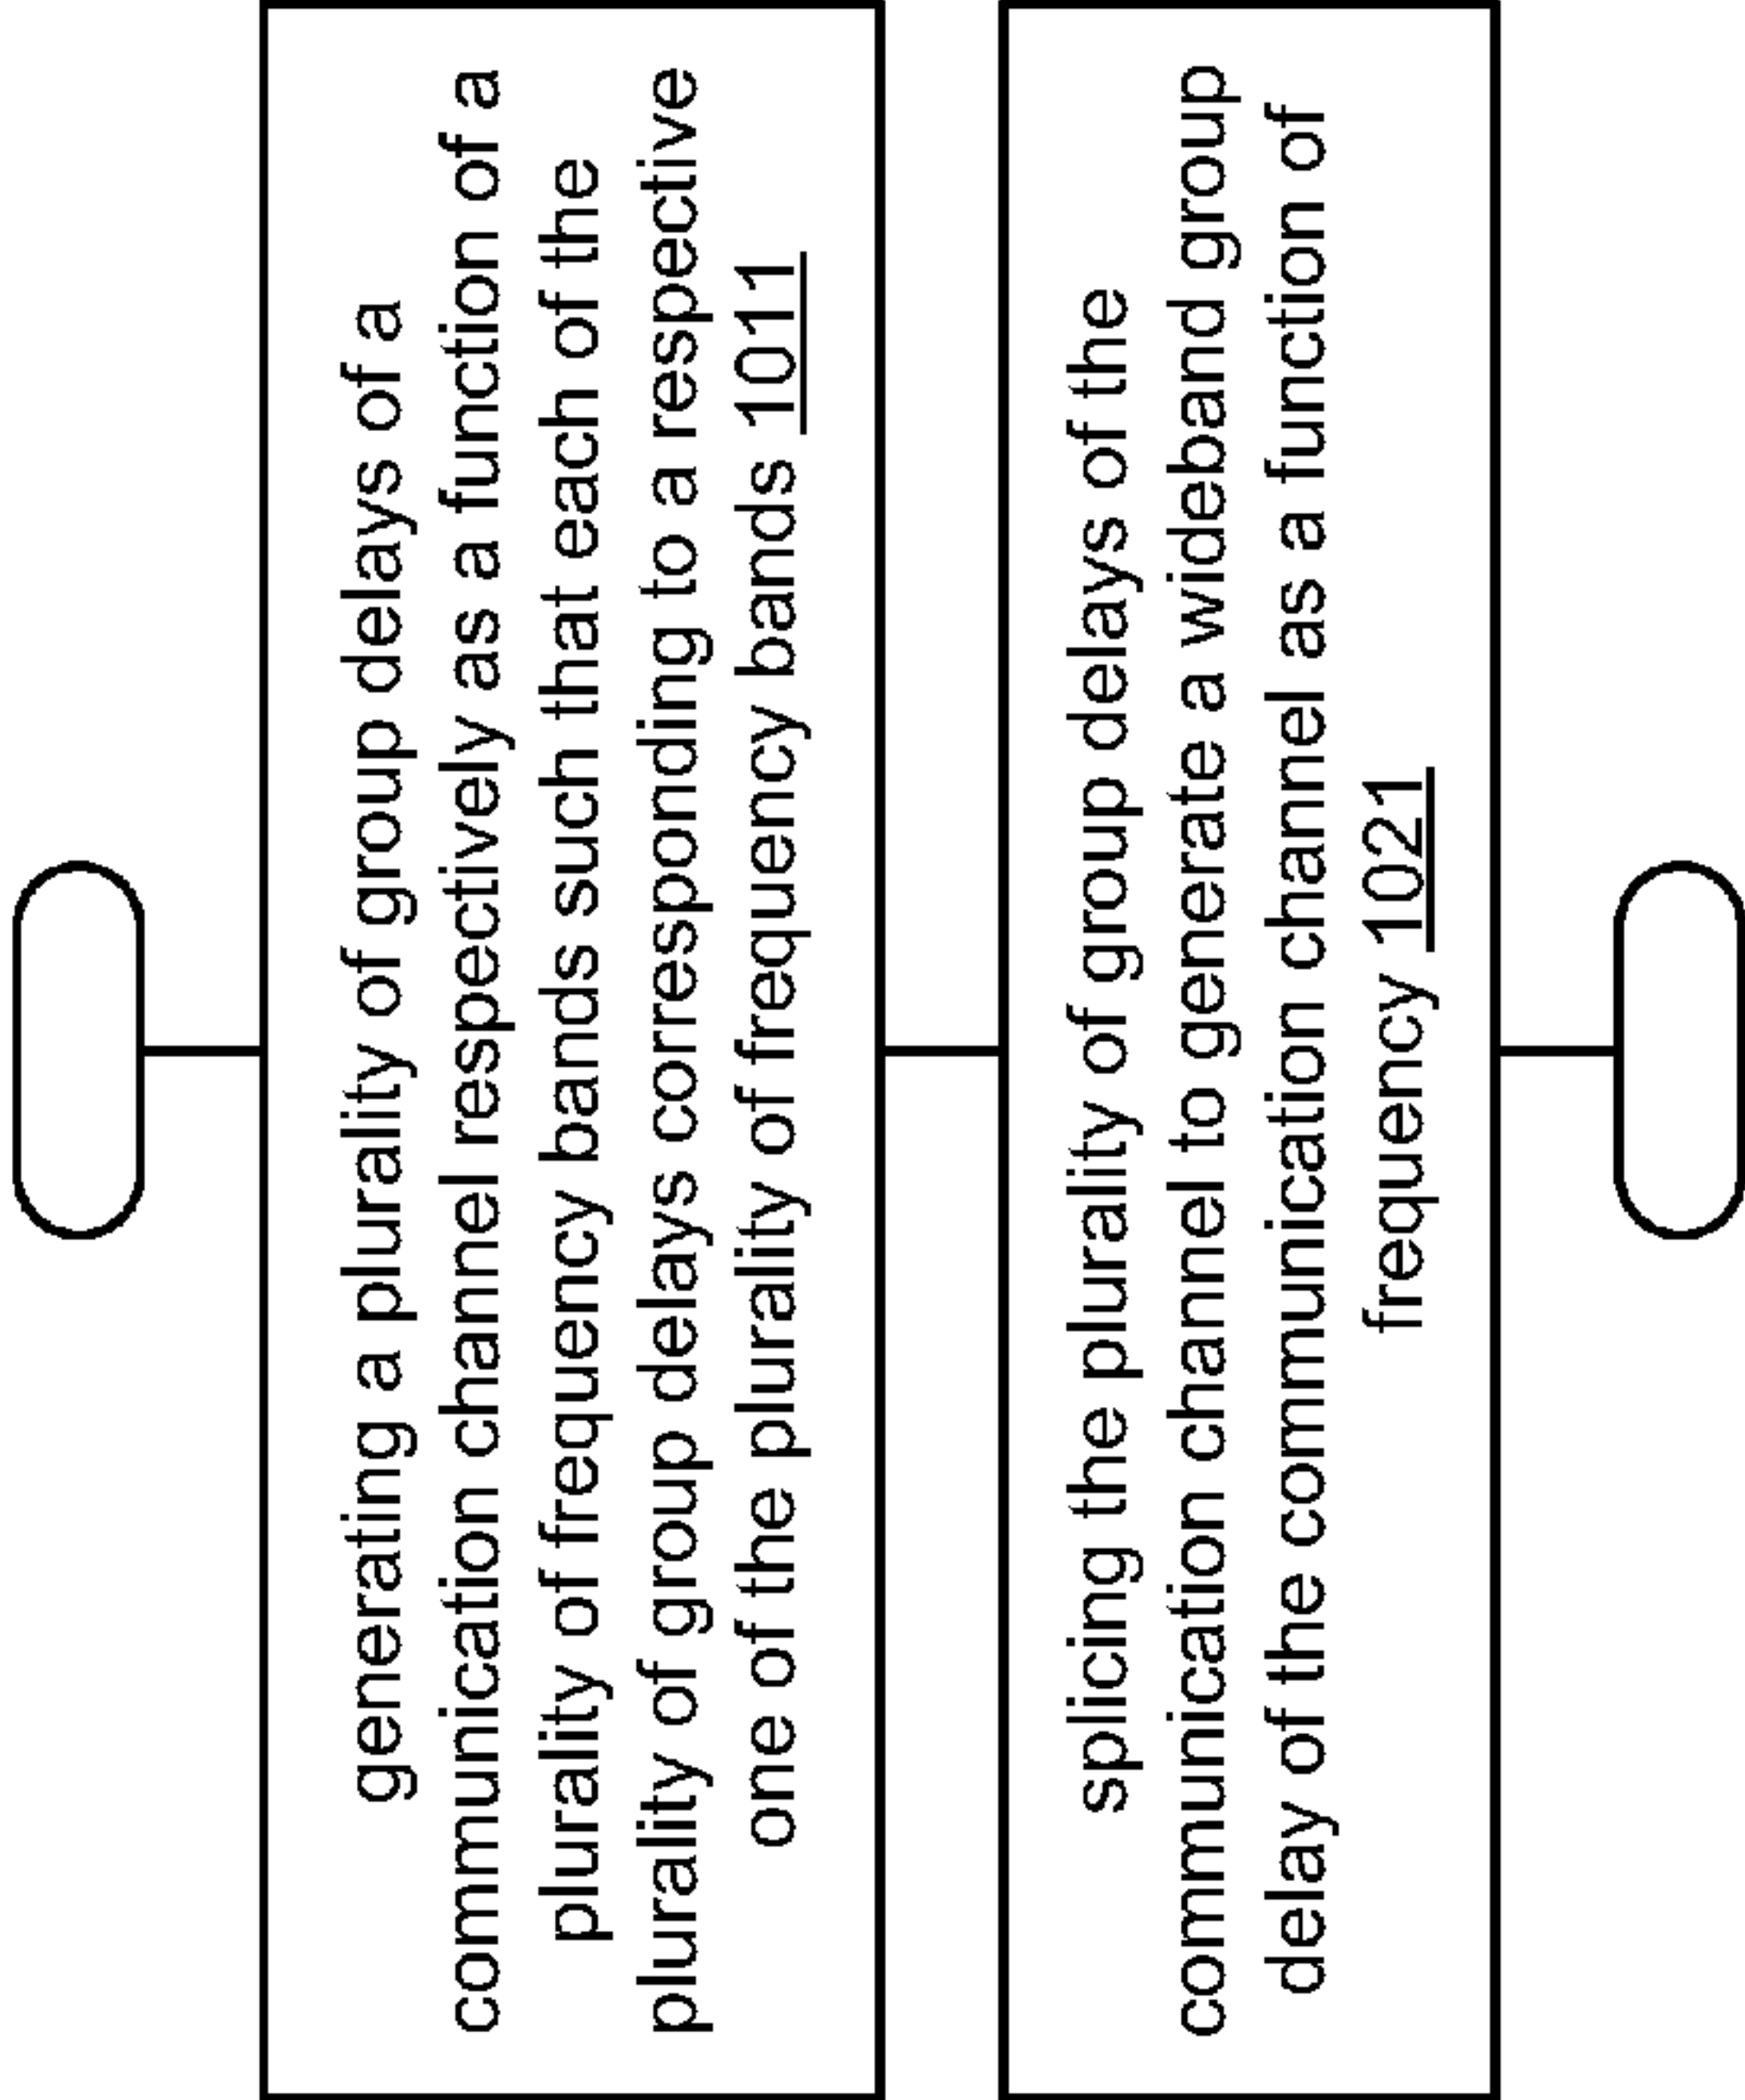 generating a plurality of group delays of a
communication channel respectively as a function of a
plurality of frequency bands such that each of the
plurality of group delays corresponding to a respective
one of the plurality of frequency bands 1011
splicing the plurality of group delays of the
communication channel to generate a wideband group
delay of the communication channel as a function of
frequency 1021